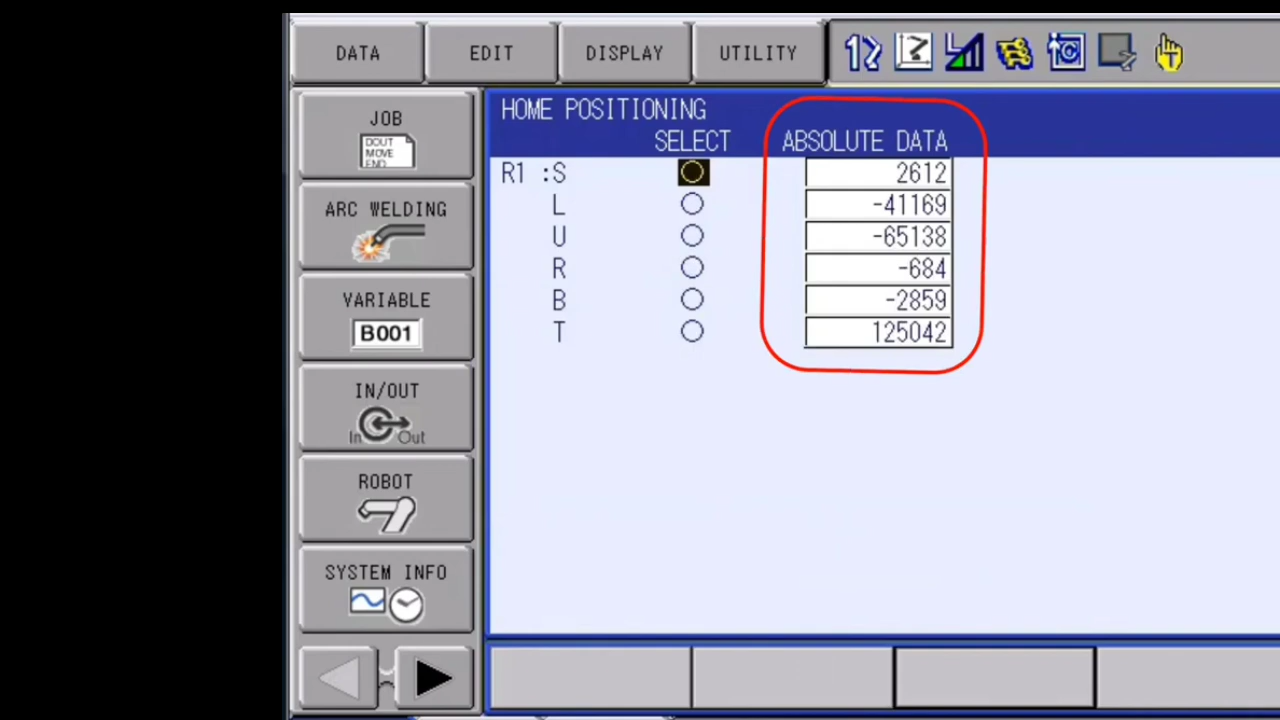 DATA
EDIT
DISPLAY
UTILITY
JOB
DOUT
MOVE
END
ARC WELDING
VARIABLE
B001
IN/OUT
In Out
ROBOT
SYSTEM INFO
HOME POSITIONING
SELECT ABSOLUTE DATA
R1 :S 2612
L -41169
U -65138
R -684
B -2859
T 125042